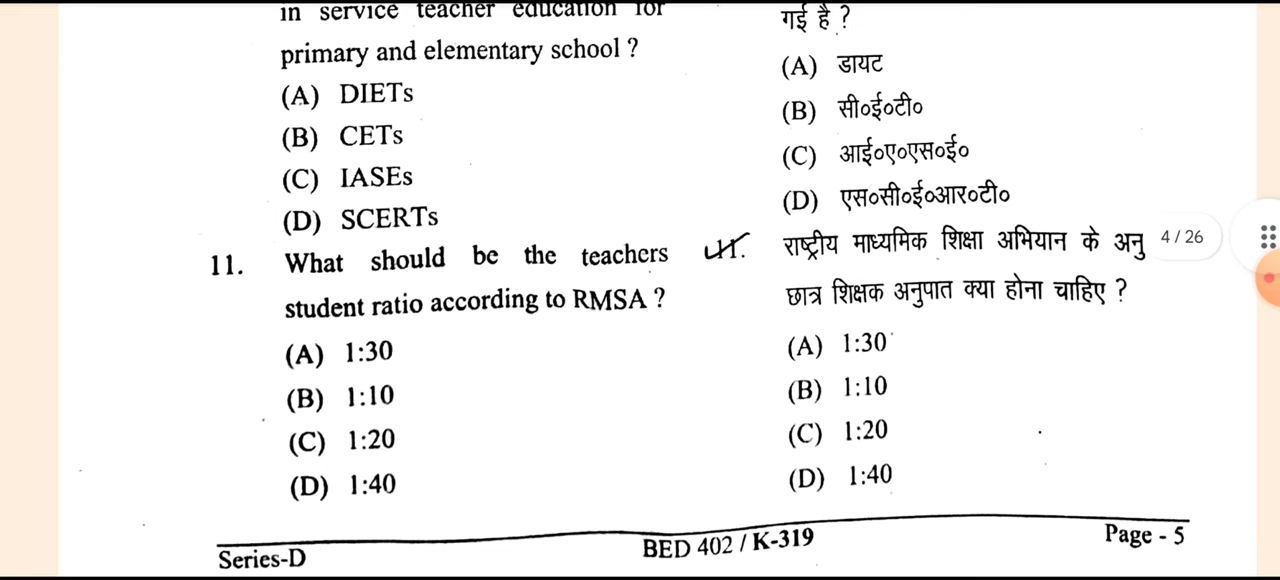 in service teacher education for
primary and elementary school ?
(A) DIETs
(B) CETs
(C) IASEs
(D) SCERTs
11. What should be the teachers
student ratio according to RMSA ?
(A) 1:30
(B) 1:10
(C) 1:20
(D) 1:40
गई है ?
(A) डायट
(B) सी०ई०टी०
(C) आई०ए०एस०ई०
(D) एस०सी०ई०आर०टी०
11. राष्ट्रीय माध्यमिक शिक्षा अभियान के अनु
छात्र शिक्षक अनुपात क्या होना चाहिए ?
(A) 1:30
(B) 1:10
(C) 1:20
(D) 1:40
4 / 26
Series-D
BED 402 / K-319
Page - 5